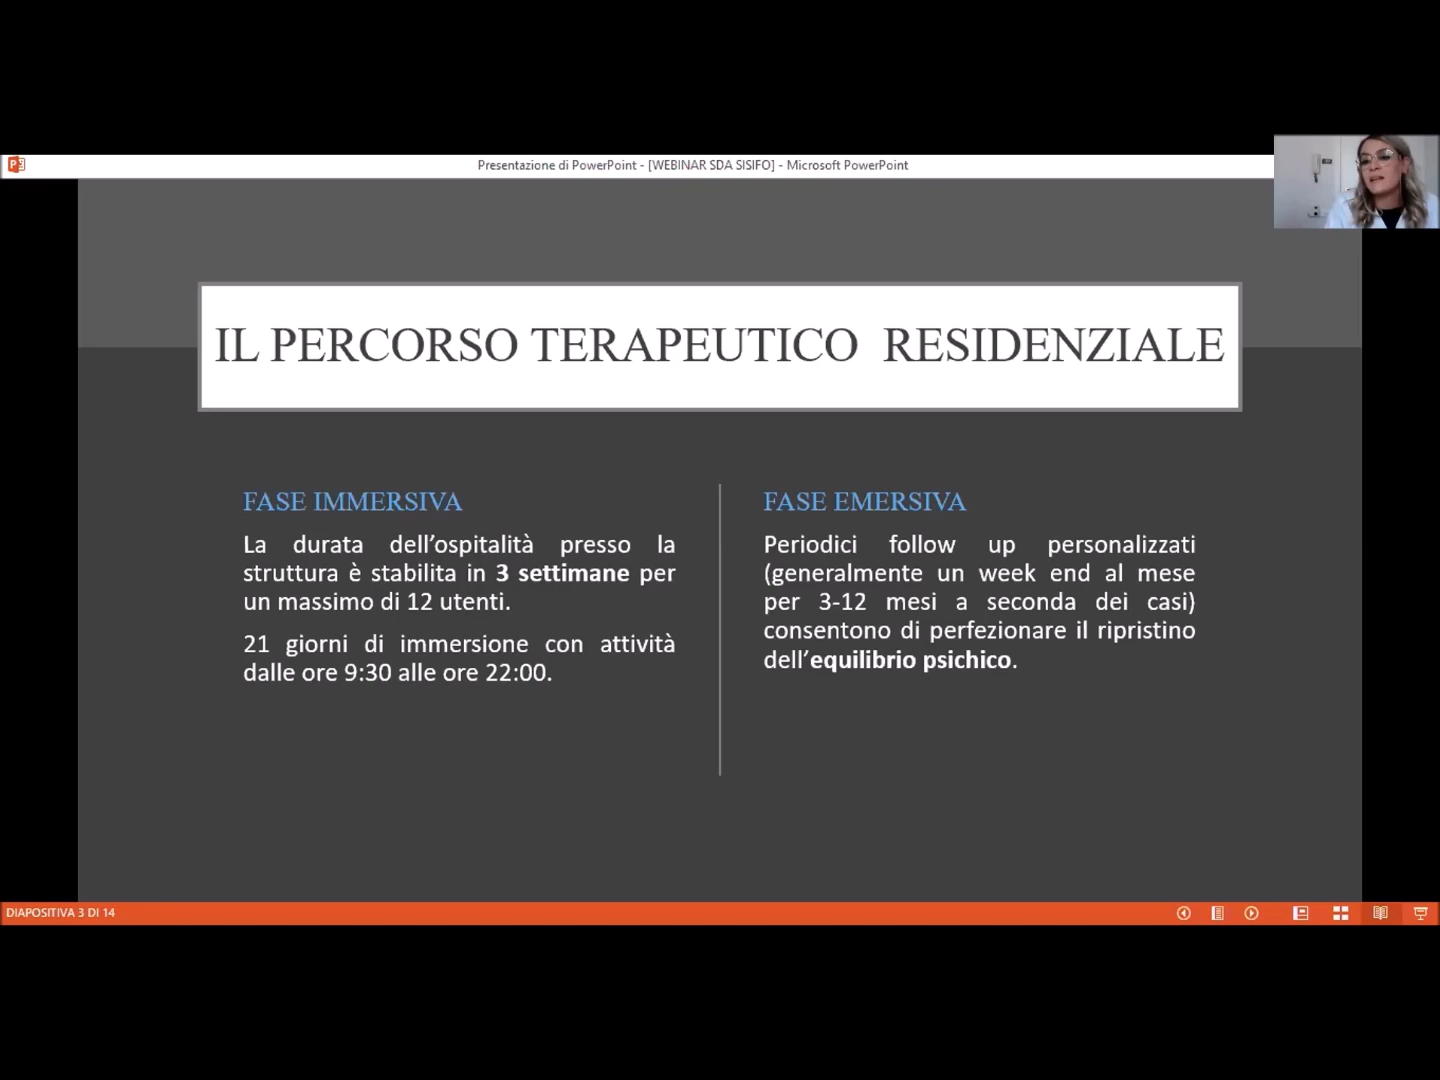 Presentazione di PowerPoint - [WEBINAR SDA SISIFO] - Microsoft PowerPoint
IL PERCORSO TERAPEUTICO RESIDENZIALE
FASE IMMERSIVA
La durata dell’ospitalità presso la
struttura è stabilita in 3 settimane per
un massimo di 12 utenti.
21 giorni di immersione con attività
dalle ore 9:30 alle ore 22:00.
FASE EMERSIVA
Periodici follow up personalizzati
(generalmente un week end al mese
per 3-12 mesi a seconda dei casi)
consentono di perfezionare il ripristino
dell’equilibrio psichico.
DIAPOSITIVA 3 DI 14